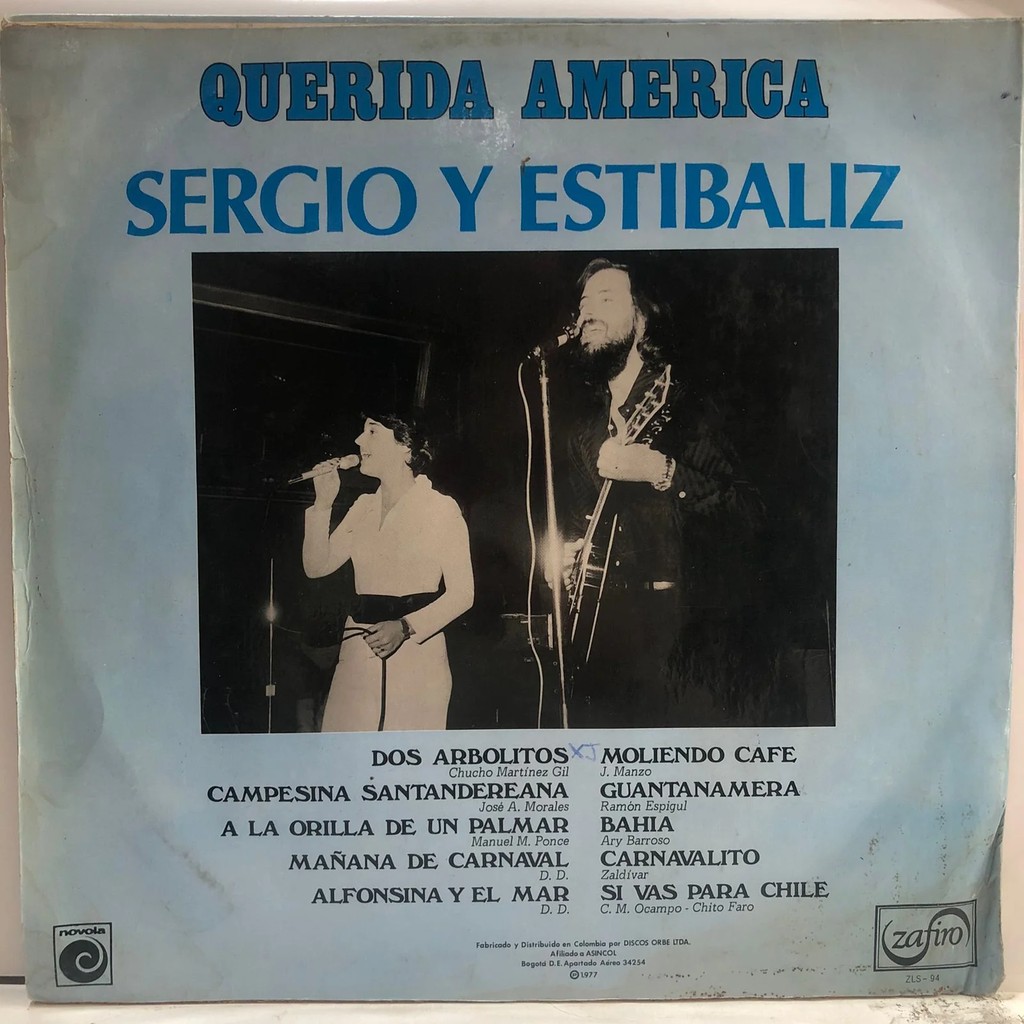 QUERIDA AMERICA
SERGIO Y ESTIBALIZ
DOS ARBOLITOS
Chucho Martínez Gil
CAMPESINA SANTANDEREANA
José A. Morales
A LA ORILLA DE UN PALMAR
Manuel M. Ponce
MAÑANA DE CARNAVAL
D. D.
ALFONSINA Y EL MAR
D. D.
XJ
MOLIENDO CAFE
J. Manzo
GUANTANAMERA
Ramón Espigul
BAHIA
Ary Barroso
CARNAVALITO
Zaldívar
SI VAS PARA CHILE
C. M. Ocampo - Chito Faro
novola
Fabricado y Distribuido en Colombia por DISCOS ORBE LTDA.
Afiliado a ASINCOL
Bogotá D. E. Apartado Aéreo 34254
Ⓟ 1.977
zafiro
ZLS - 94